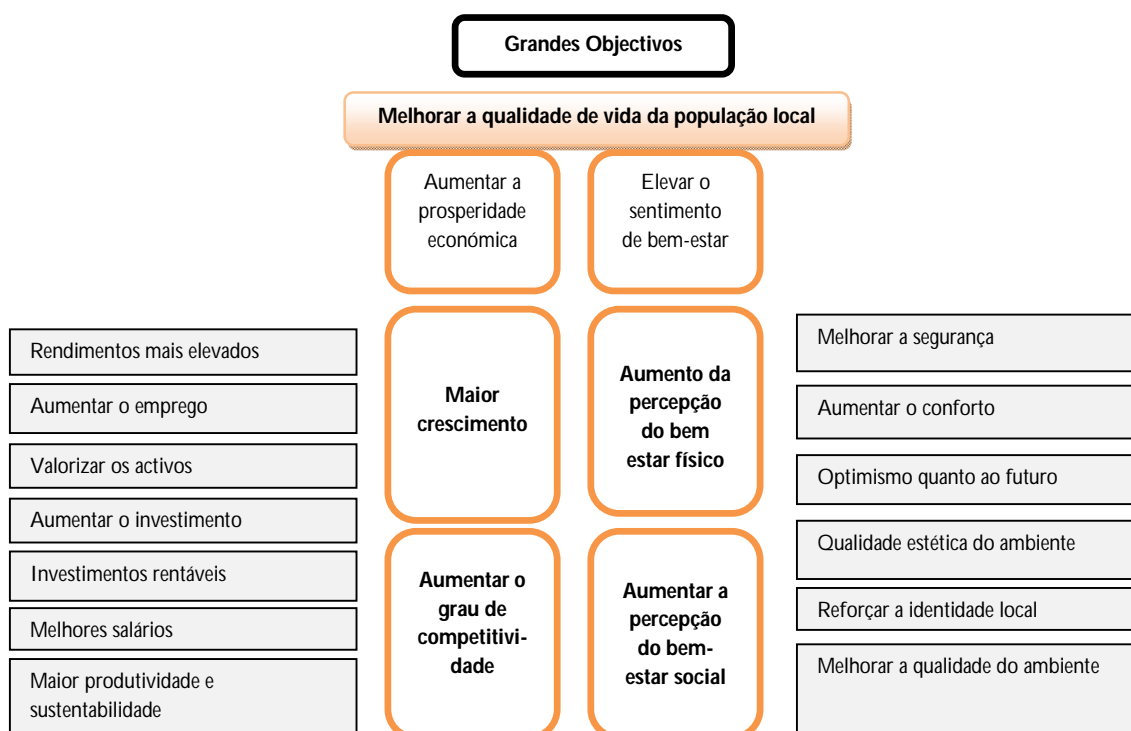 Grandes Objectivos
Melhorar a qualidade de vida da população local
Aumentar a
prosperidade
económica
Elevar o
sentimento
de bem-estar
Rendimentos mais elevados
Aumentar o emprego
Valorizar os activos
Aumentar o investimento
Investimentos rentáveis
Melhores salários
Maior produtividade e
sustentabilidade
Maior
crescimento
Aumentar o
grau de
competitivi-
dade
Aumento da
percepção
do bem
estar físico
Aumentar a
percepção
do bem-
estar social
Melhorar a segurança
Aumentar o conforto
Optimismo quanto ao futuro
Qualidade estética do ambiente
Reforçar a identidade local
Melhorar a qualidade do ambiente